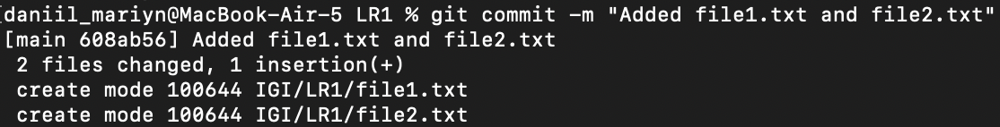 [daniil_mariyn@MacBook-Air-5 LR1 % git commit -m "Added file1.txt and file2.txt"
[main 608ab56] Added file1.txt and file2.txt
 2 files changed, 1 insertion(+)
 create mode 100644 IGI/LR1/file1.txt
 create mode 100644 IGI/LR1/file2.txt